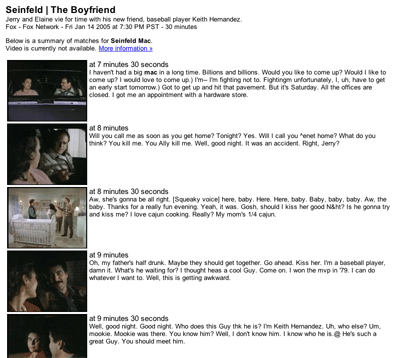 Seinfeld | The Boyfriend
Jerry and Elaine vie for time with his new friend, baseball player Keith Hernandez.
Fox - Fox Network - Fri Jan 14 2005 at 7:30 PM PST - 30 minutes
Below is a summary of matches for Seinfeld Mac.
Video is currently not available. More information »
at 7 minutes 30 seconds
I haven't had a big mac in a long time. Billions and billions. Would you like to come up? Would I like to
come up? I would love to come up.) I'm-- I'm fighting not to. Fightingm unfortunately, I, uh, have to get
an early start tomorrow.) Got to get up and hit that pavement. But it's Saturday. All the offices are
closed. I got me an appointment with a hardware store.
at 8 minutes
Will you call me as soon as you get home? Tonight? Yes. Will I call you ^enet home? What do you
think? You kill me. You Ally kill me. Well, good night. It was an accident. Right, Jerry?
at 8 minutes 30 seconds
Aw, she's gonna be all right. [Squeaky voice] here, baby. Here. Here, baby. Baby, baby, baby. Aw, the
baby. Thanks for a really fun evening. Yeah, it was. Gosh, should I kiss her good N&ht? Is he gonna try
and kiss me? I love cajun cooking. Really? My mom's 1/4 cajun.
at 9 minutes
Oh, my father's half drunk. Maybe they should get together. Go ahead. Kiss her. I'm a baseball player,
damn it. What's he waiting for? I thought heas a cool Guy. Come on. I won the mvp in '79. I can do
whatever I want to. Well, this is getting awkward.
at 9 minutes 30 seconds
Well, good night. Good night. Who does this Guy thk he is? I'm Keith Hernandez. Uh, who else? Um,
mookie. Mookie was there. You know him? Well, I don't know him. I know who he is.@ He's such a
great Guy. You should meet him.